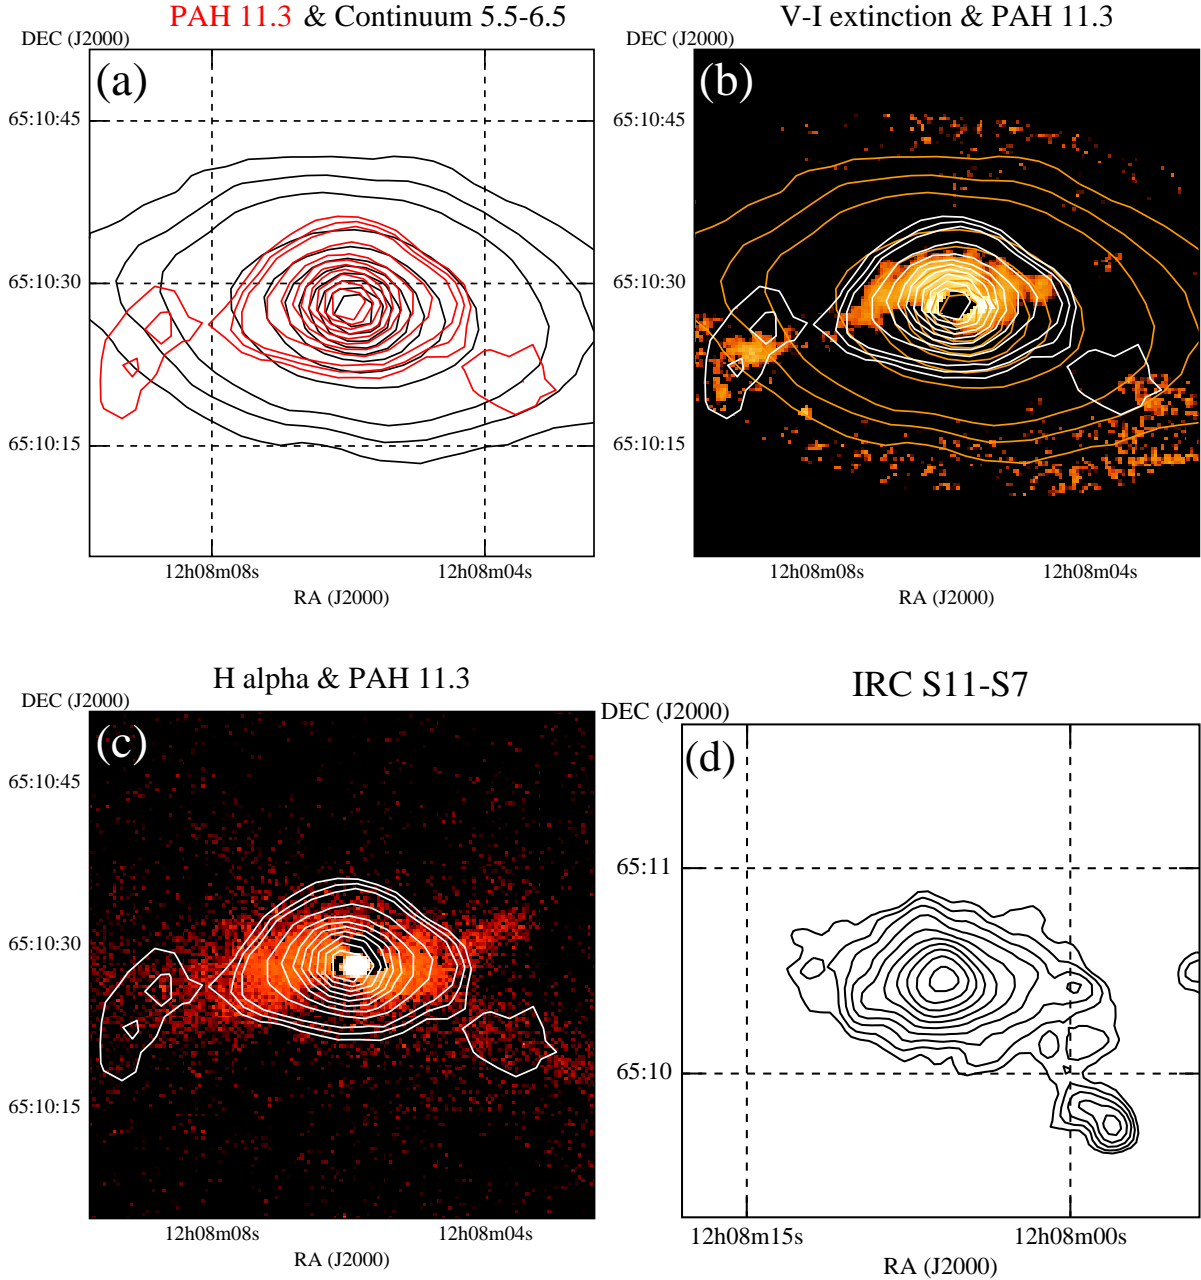 PAH 11.3 & Continuum 5.5-6.5
DEC (J2000)
(a)
65:10:45
65:10:30
65:10:15
12h08m08s
12h08m04s
RA (J2000)
V-I extinction & PAH 11.3
DEC (J2000)
(b)
65:10:45
65:10:30
65:10:15
12h08m08s
12h08m04s
RA (J2000)
H alpha & PAH 11.3
DEC (J2000)
(c)
65:10:45
65:10:30
65:10:15
12h08m08s
12h08m04s
RA (J2000)
IRC S11-S7
DEC (J2000)
(d)
65:11
65:10
12h08m15s
12h08m00s
RA (J2000)